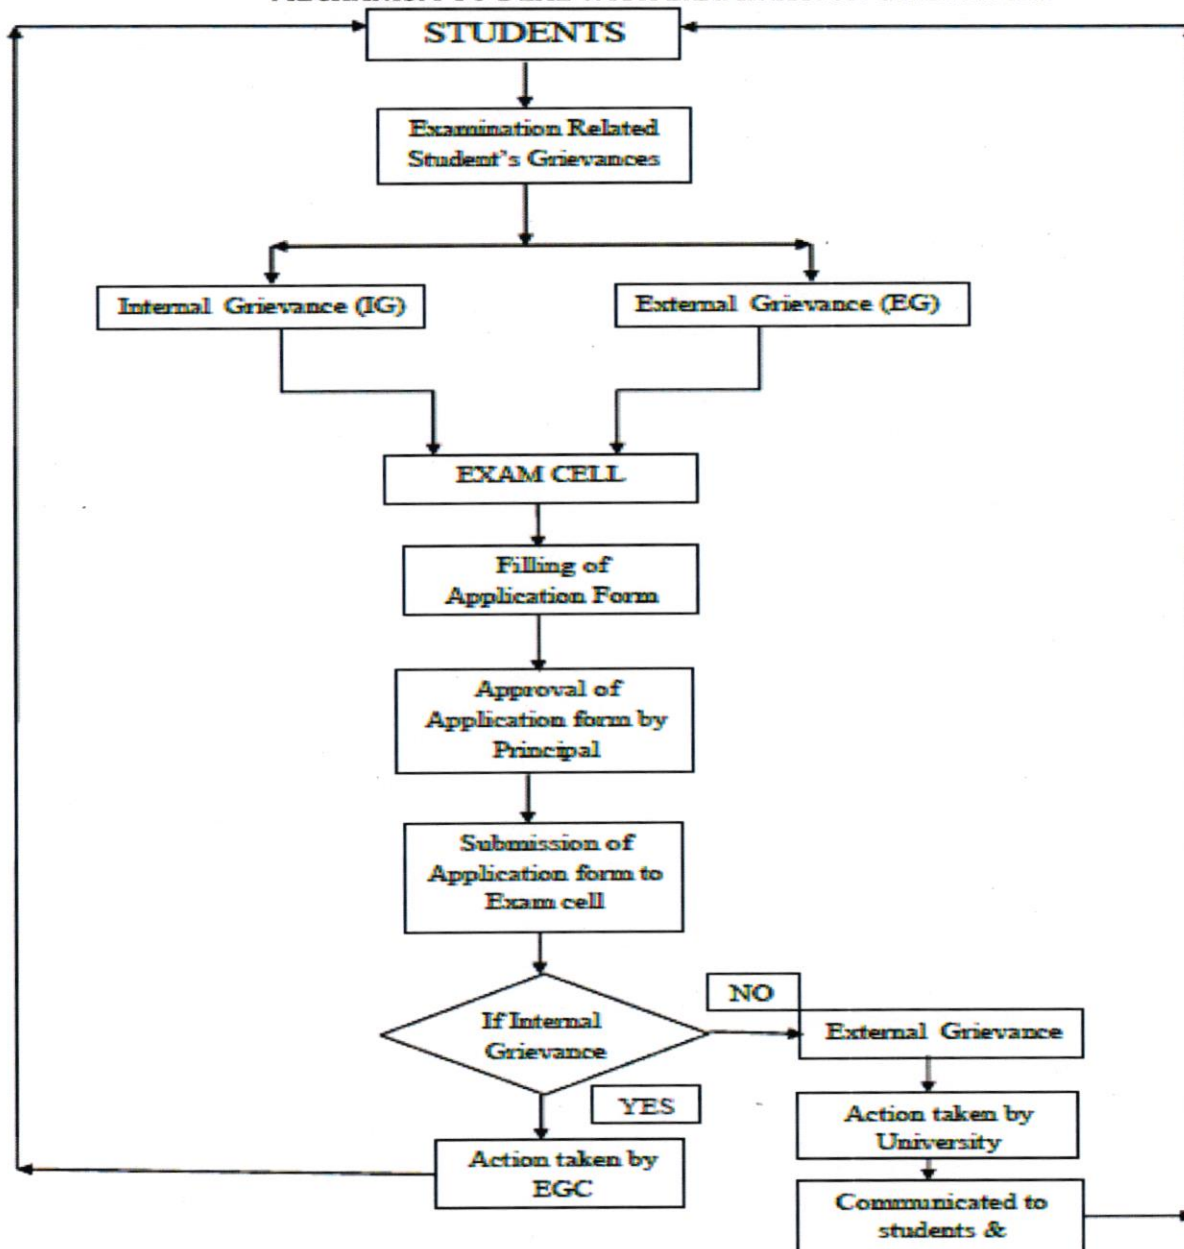 STUDENTS
Examination Related
Student's Grievances
Internal Grievance (IG)
External Grievance (EG)
EXAM CELL
Filling of
Application Form
Approval of
Application form by
Principal
Submission of
Application form to
Exam cell
If Internal
Grievance
NO
External Grievance
YES
Action taken by
University
Action taken by
EGC
Communicated to
students &